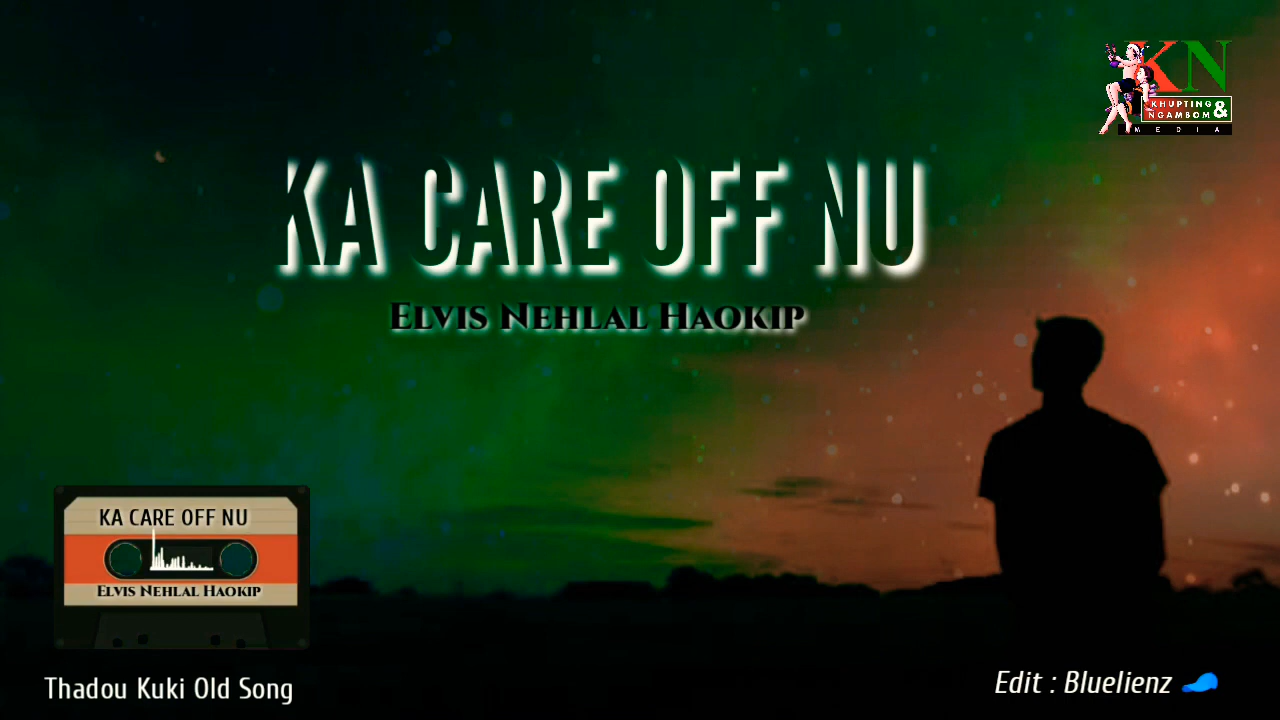 KN
KHUPTING
NGAMBOM &
MEDIA
KA CARE OFF NU
ELVIS NEHLAL HAOKIP
KA CARE OFF NU
ELVIS NEHLAL HAOKIP
Thadou Kuki Old Song
Edit : Bluelienz